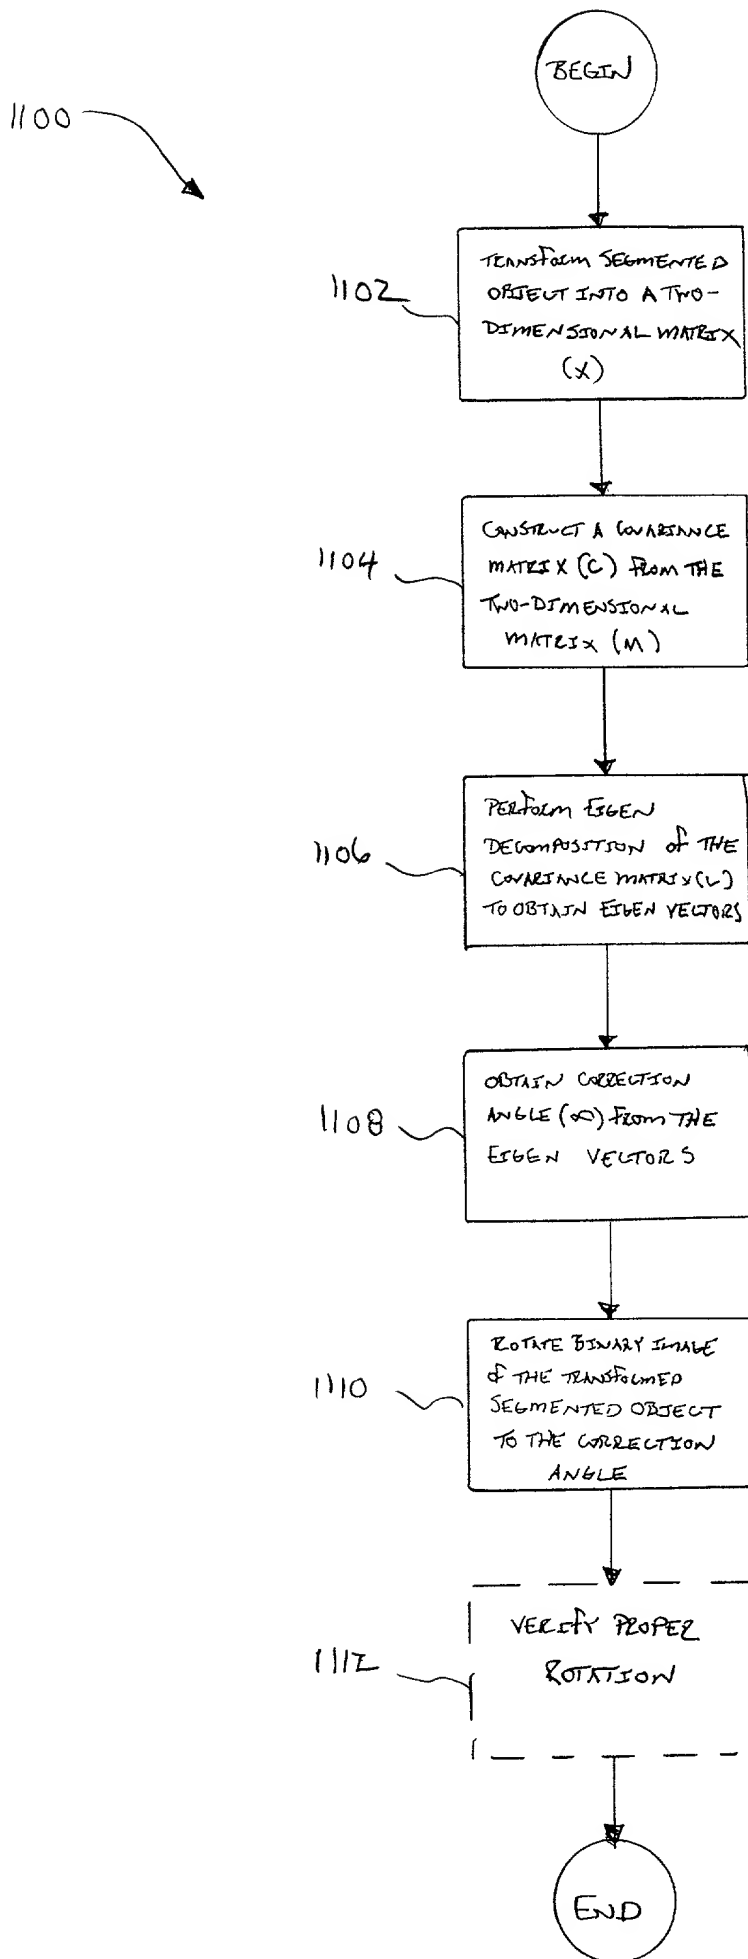 BEGIN
1100
1102
TRANSFORM SEGMENTED
OBJECT INTO A TWO-
DIMENSIONAL MATRIX
(X)
1104
CONSTRUCT A COVARIANCE
MATRIX (C) FROM THE
TWO-DIMENSIONAL
MATRIX (M)
1106
PERFORM EIGEN
DECOMPOSITION of THE
COVARIANCE MATRIX (C)
TO OBTAIN EIGEN VECTORS
1108
OBTAIN CORRECTION
ANGLE (∝) FROM THE
EIGEN VECTORS
1110
ROTATE BINARY IMAGE
of THE TRANSFORMED
SEGMENTED OBJECT
TO THE CORRECTION
ANGLE
1112
VERIFY PROPER
ROTATION
END